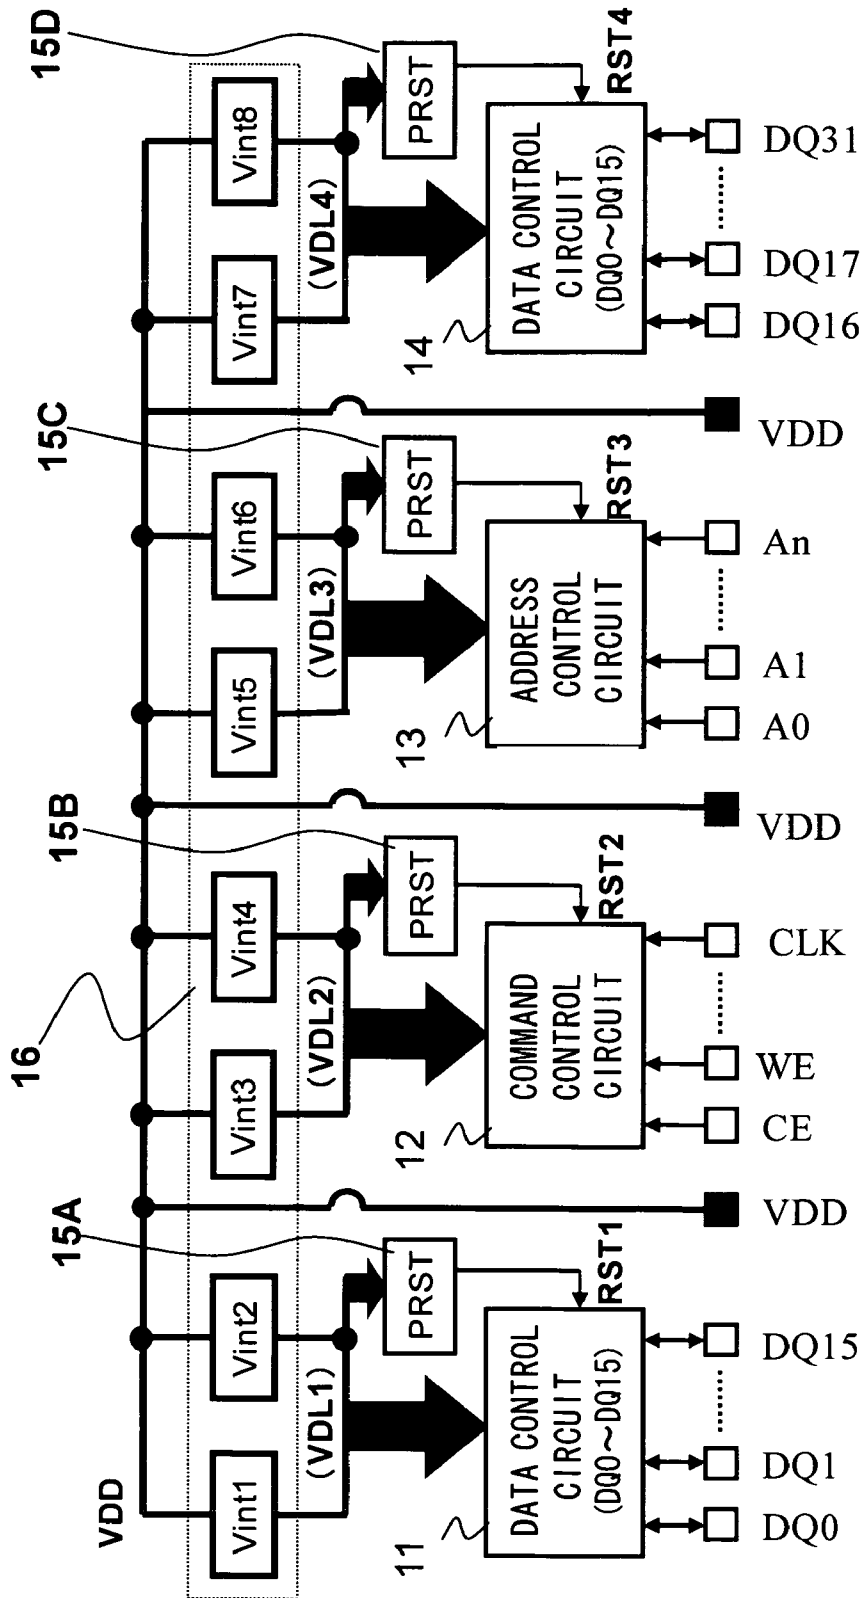 VDD
16
Vint1
Vint2
Vint3
Vint4
Vint5
Vint6
Vint7
Vint8
(VDL1)
15A
(VDL2)
15B
(VDL3)
15C
(VDL4)
15D
PRST
PRST
PRST
PRST
11
DATA CONTROL
CIRCUIT
(DQ0~DQ15)
RST1
12
COMMAND
CONTROL
CIRCUIT
RST2
13
ADDRESS
CONTROL
CIRCUIT
RST3
14
DATA CONTROL
CIRCUIT
(DQ0~DQ15)
RST4
DQ0
DQ1
DQ15
VDD
CE
WE
CLK
VDD
A0
A1
An
VDD
DQ16
DQ17
DQ31